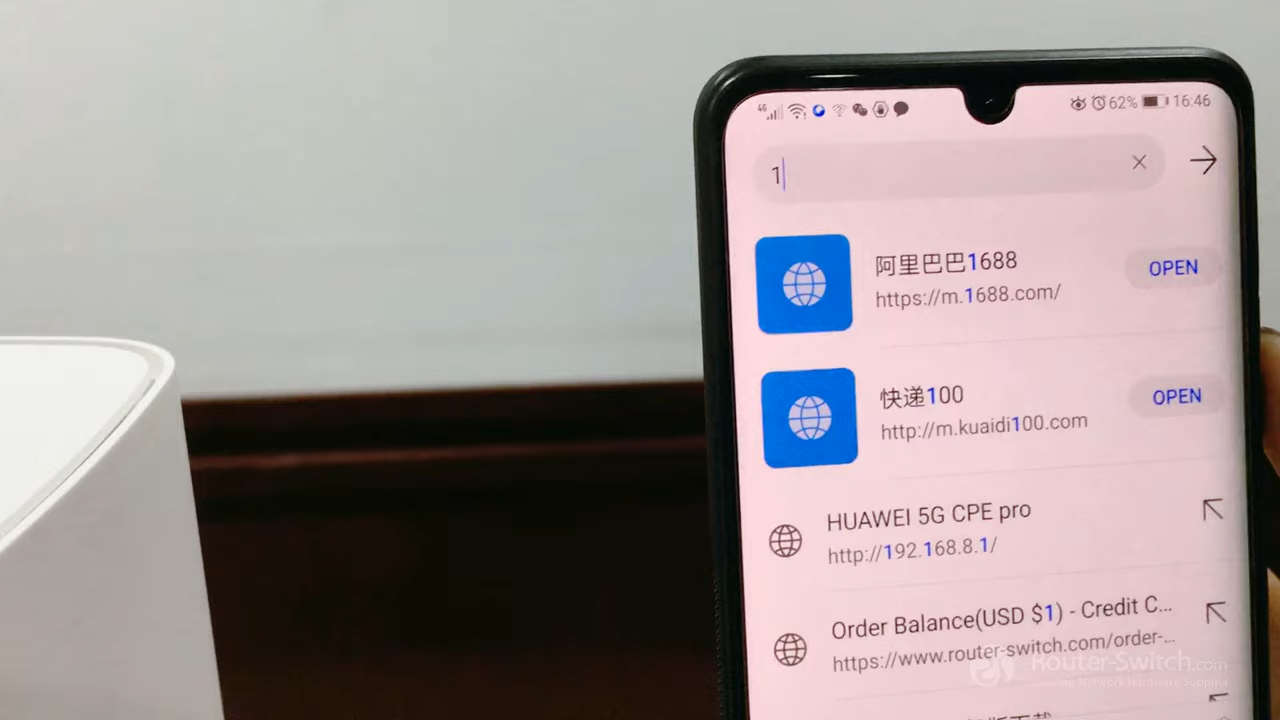 4G
62%
16:46
1
阿里巴巴1688
https://m.1688.com/
OPEN
快递100
http://m.kuaidi100.com
OPEN
HUAWEI 5G CPE pro
http://192.168.8.1/
Order Balance(USD $1) - Credit C...
https://www.router-switch.com/order-...
Router-Switch.com